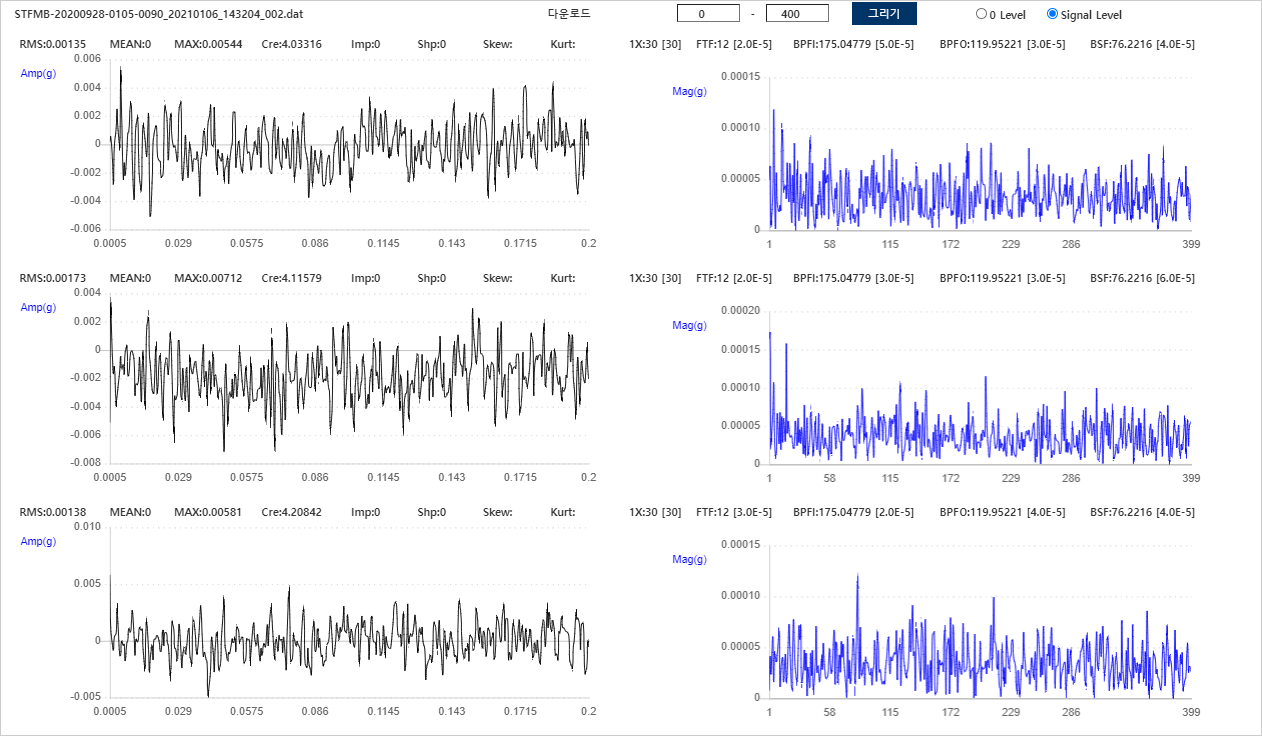 STFMB-20200928-0105-0090_20210106_143204_002.dat 다운로드 0 - 400 그리기 0 Level Signal Level
RMS:0.00135 MEAN:0 MAX:0.00544 Cre:4.03316 Imp:0 Shp:0 Skew: Kurt: 1X:30 [30] FTF:12 [2.0E-5] BPFI:175.04779 [5.0E-5] BPFO:119.95221 [3.0E-5] BSF:76.2216 [4.0E-5]
Amp(g)
0.006
0.004
0.002
0
-0.002
-0.004
-0.006
0.0005 0.029 0.0575 0.086 0.1145 0.143 0.1715 0.2
Mag(g)
0.00015
0.00010
0.00005
0
1 58 115 172 229 286 399
RMS:0.00173 MEAN:0 MAX:0.00712 Cre:4.11579 Imp:0 Shp:0 Skew: Kurt: 1X:30 [30] FTF:12 [2.0E-5] BPFI:175.04779 [3.0E-5] BPFO:119.95221 [3.0E-5] BSF:76.2216 [6.0E-5]
Amp(g)
0.004
0.002
0
-0.002
-0.004
-0.006
-0.008
0.0005 0.029 0.0575 0.086 0.1145 0.143 0.1715 0.2
Mag(g)
0.00020
0.00015
0.00010
0.00005
0
1 58 115 172 229 286 399
RMS:0.00138 MEAN:0 MAX:0.00581 Cre:4.20842 Imp:0 Shp:0 Skew: Kurt: 1X:30 [30] FTF:12 [3.0E-5] BPFI:175.04779 [2.0E-5] BPFO:119.95221 [4.0E-5] BSF:76.2216 [4.0E-5]
Amp(g)
0.010
0.005
0
-0.005
0.0005 0.029 0.0575 0.086 0.1145 0.143 0.1715 0.2
Mag(g)
0.00015
0.00010
0.00005
0
1 58 115 172 229 286 399